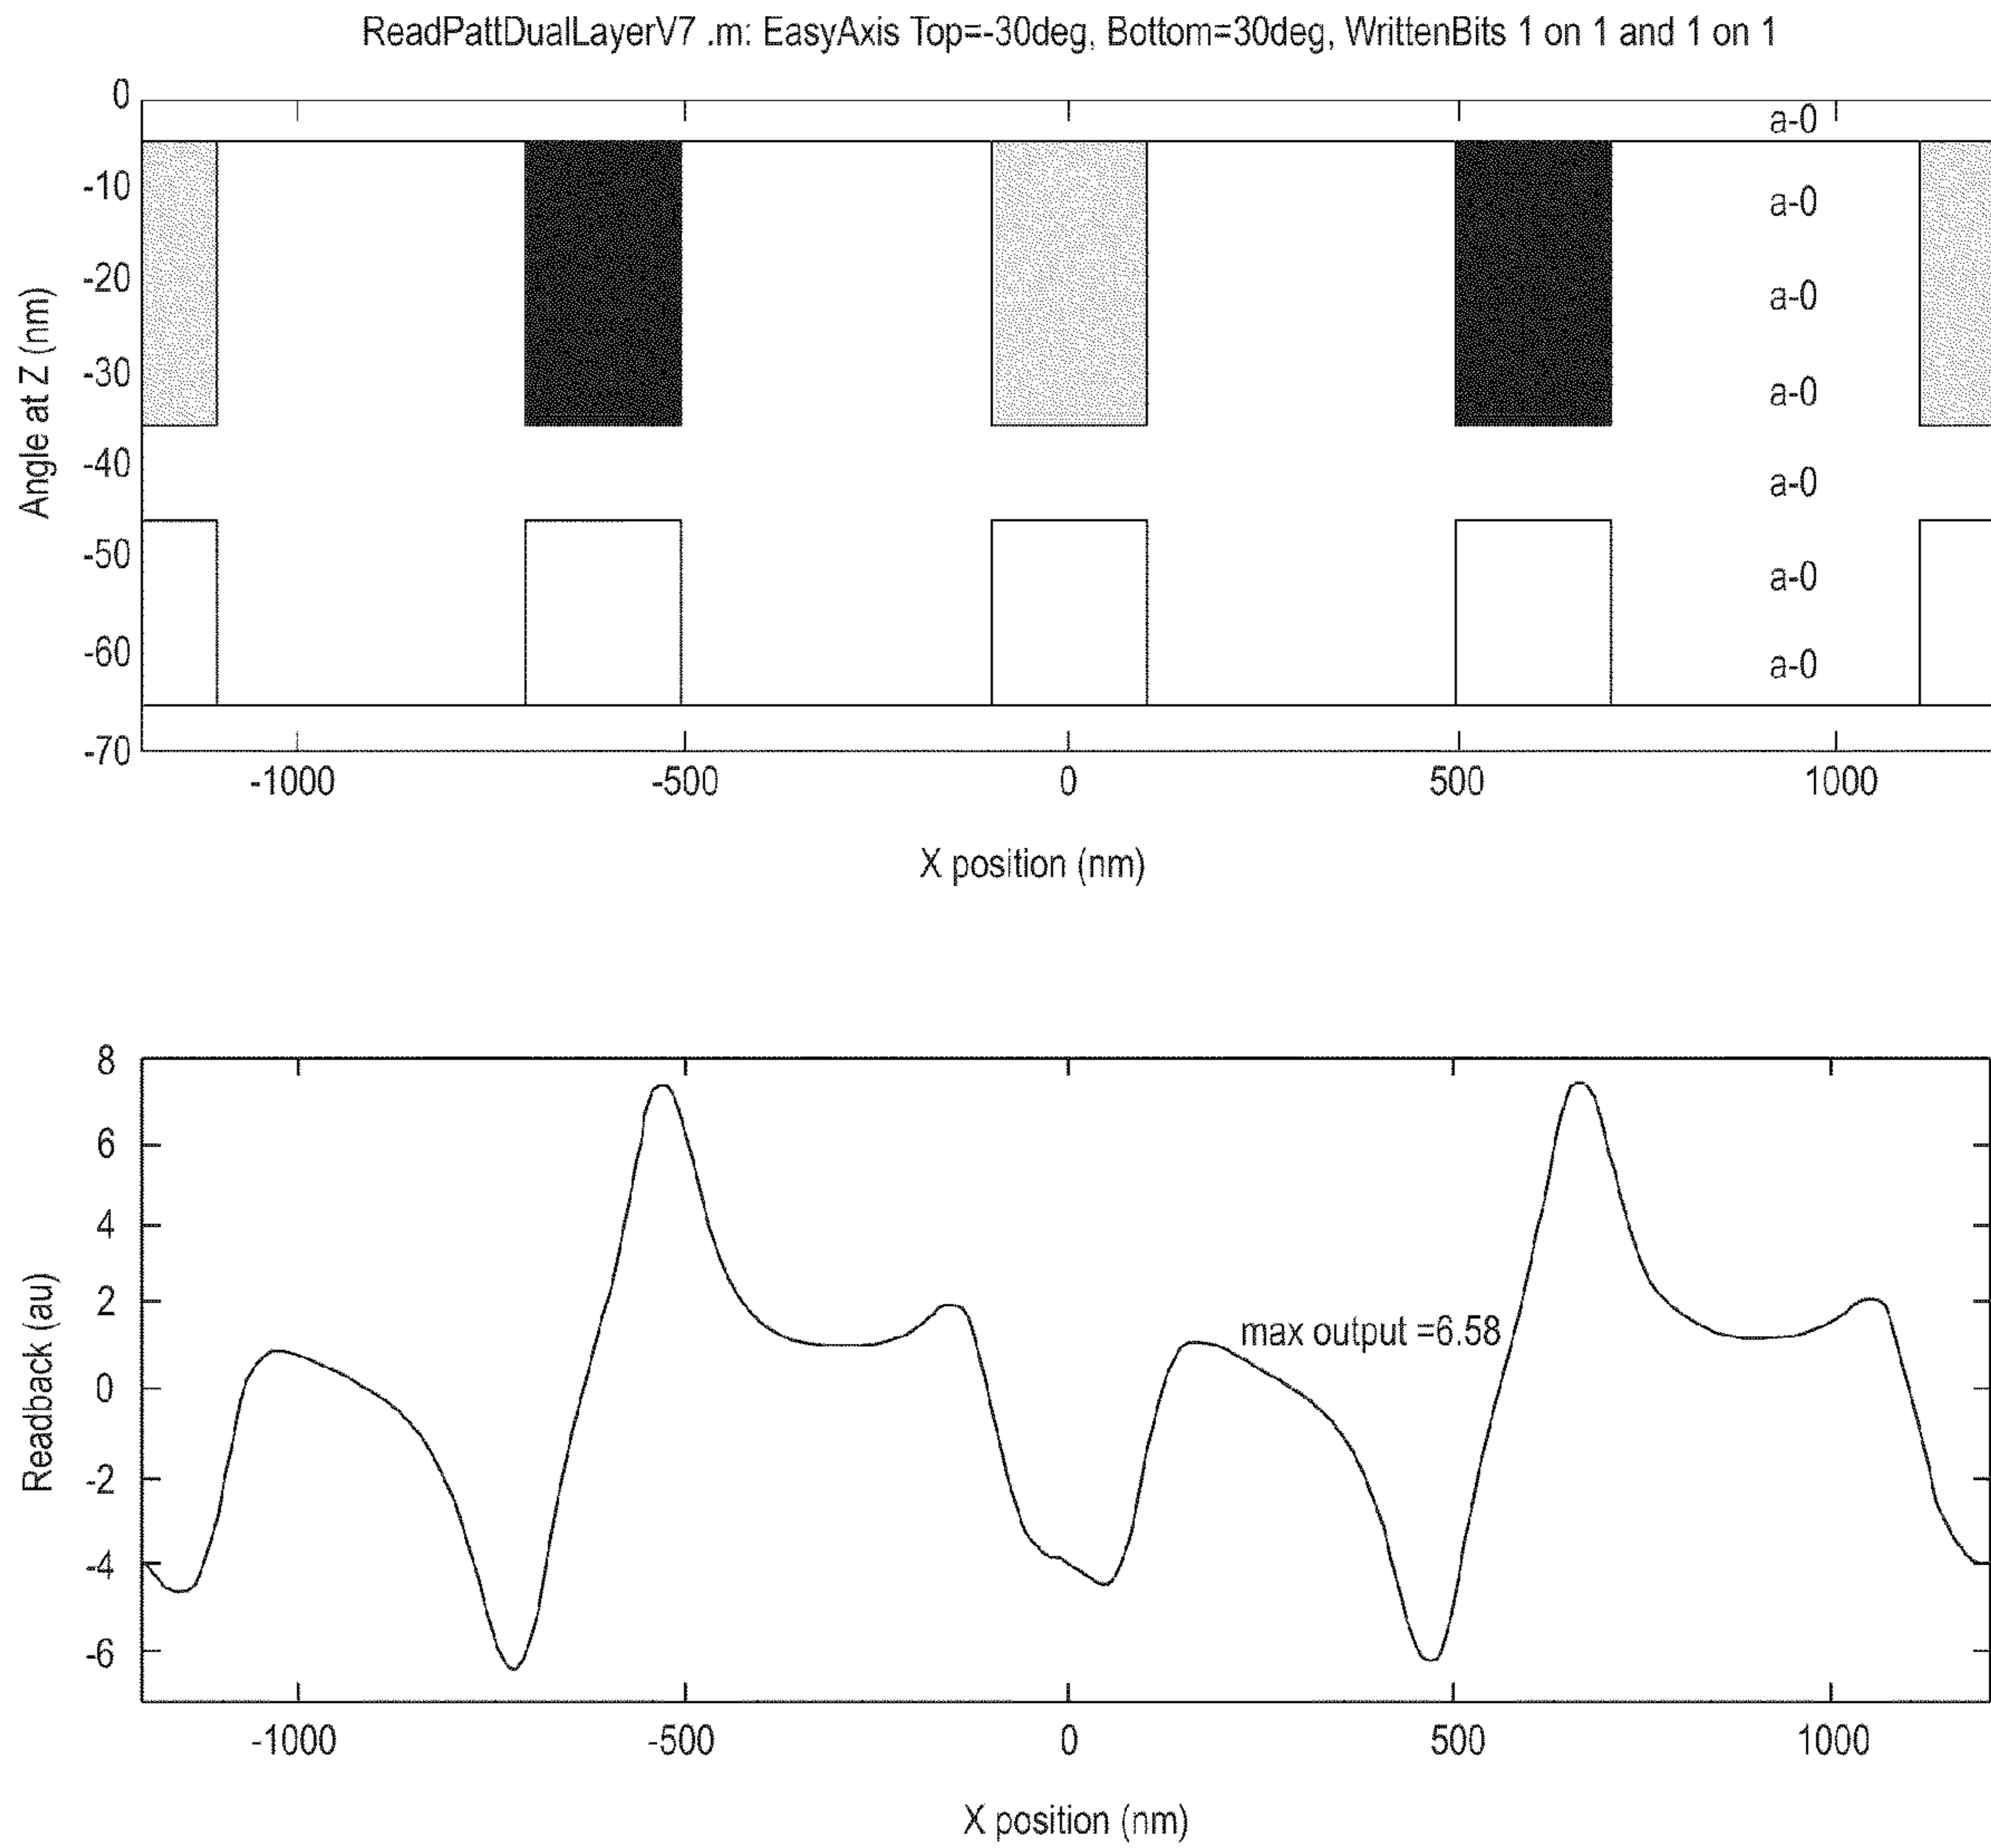 ReadPattDualLayerV7 .m: EasyAxis Top=-30deg, Bottom=30deg, WrittenBits 1 on 1 and 1 on 1
0
-10
-20
-30
-40
-50
-60
-70
Angle at Z (nm)
a-0
a-0
a-0
a-0
a-0
a-0
a-0
-1000 -500 0 500 1000
X position (nm)
8
6
4
2
0
-2
-4
-6
Readback (au)
max output =6.58
-1000 -500 0 500 1000
X position (nm)